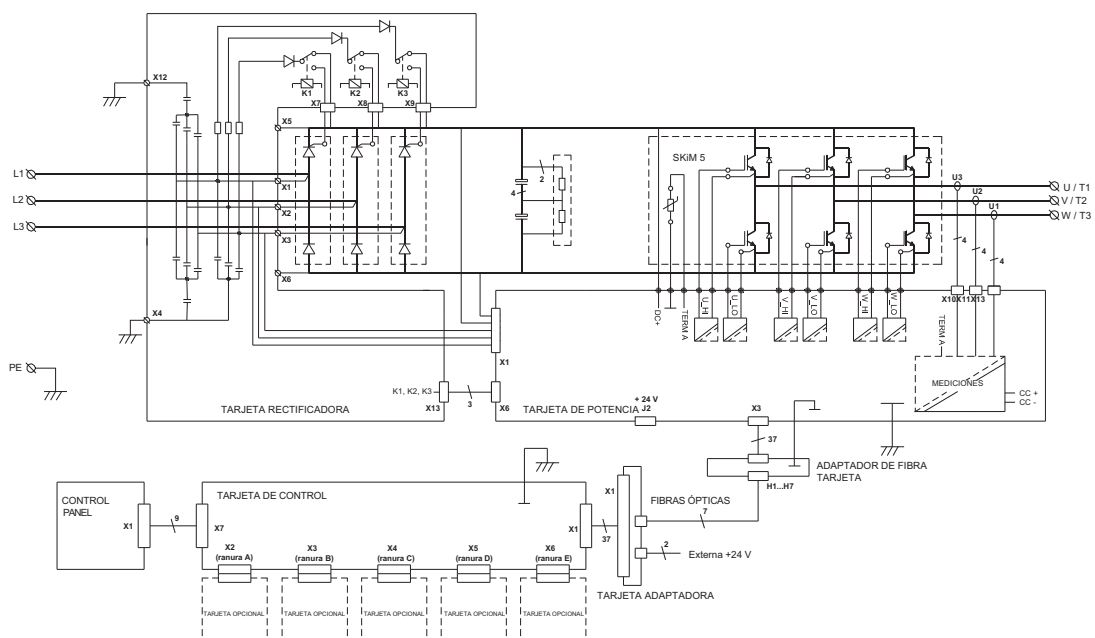 X12
K1
K2
K3
X7
X8
X9
X5
L1
L2
L3
X1
X2
X3
X6
X4
PE
2
4
SKiM 5
U3
U2
U1
U / T1
V / T2
W / T3
4
4
4
DC+
TERM A
U_HI
U_LO
V_HI
V_LO
W_HI
W_LO
X10
X11
X13
TERM A
MEDICIONES
CC +
CC -
X1
K1, K2, K3
X13
3
X6
TARJETA RECTIFICADORA
TARJETA DE POTENCIA
+ 24 V
J2
X3
37
ADAPTADOR DE FIBRA
TARJETA
H1...H7
CONTROL
PANEL
X1
9
X7
TARJETA DE CONTROL
X1
37
X1
FIBRAS ÓPTICAS
7
2
Externa +24 V
TARJETA ADAPTADORA
X2
(ranura A)
X3
(ranura B)
X4
(ranura C)
X5
(ranura D)
X6
(ranura E)
TARJETA OPCIONAL
TARJETA OPCIONAL
TARJETA OPCIONAL
TARJETA OPCIONAL
TARJETA OPCIONAL